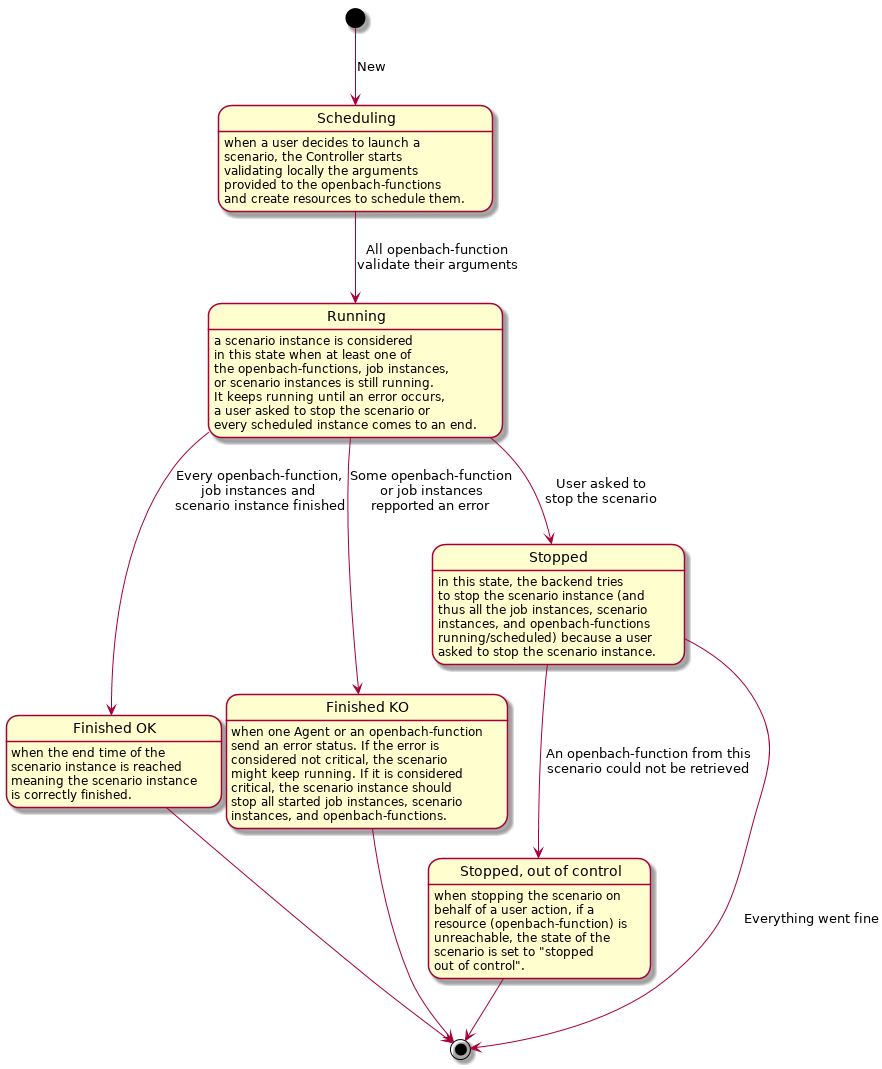 New
Scheduling
when a user decides to launch a
scenario, the Controller starts
validating locally the arguments
provided to the openbach-functions
and create resources to schedule them.
All openbach-function
validate their arguments
Running
a scenario instance is considered
in this state when at least one of
the openbach-functions, job instances,
or scenario instances is still running.
It keeps running until an error occurs,
a user asked to stop the scenario or
every scheduled instance comes to an end.
Every openbach-function,
job instances and
scenario instance finished
Some openbach-function
or job instances
repported an error
User asked to
stop the scenario
Stopped
in this state, the backend tries
to stop the scenario instance (and
thus all the job instances, scenario
instances, and openbach-functions
running/scheduled) because a user
asked to stop the scenario instance.
Finished OK
when the end time of the
scenario instance is reached
meaning the scenario instance
is correctly finished.
Finished KO
when one Agent or an openbach-function
send an error status. If the error is
considered not critical, the scenario
might keep running. If it is considered
critical, the scenario instance should
stop all started job instances, scenario
instances, and openbach-functions.
An openbach-function from this
scenario could not be retrieved
Stopped, out of control
when stopping the scenario on
behalf of a user action, if a
resource (openbach-function) is
unreachable, the state of the
scenario is set to "stopped
out of control".
Everything went fine